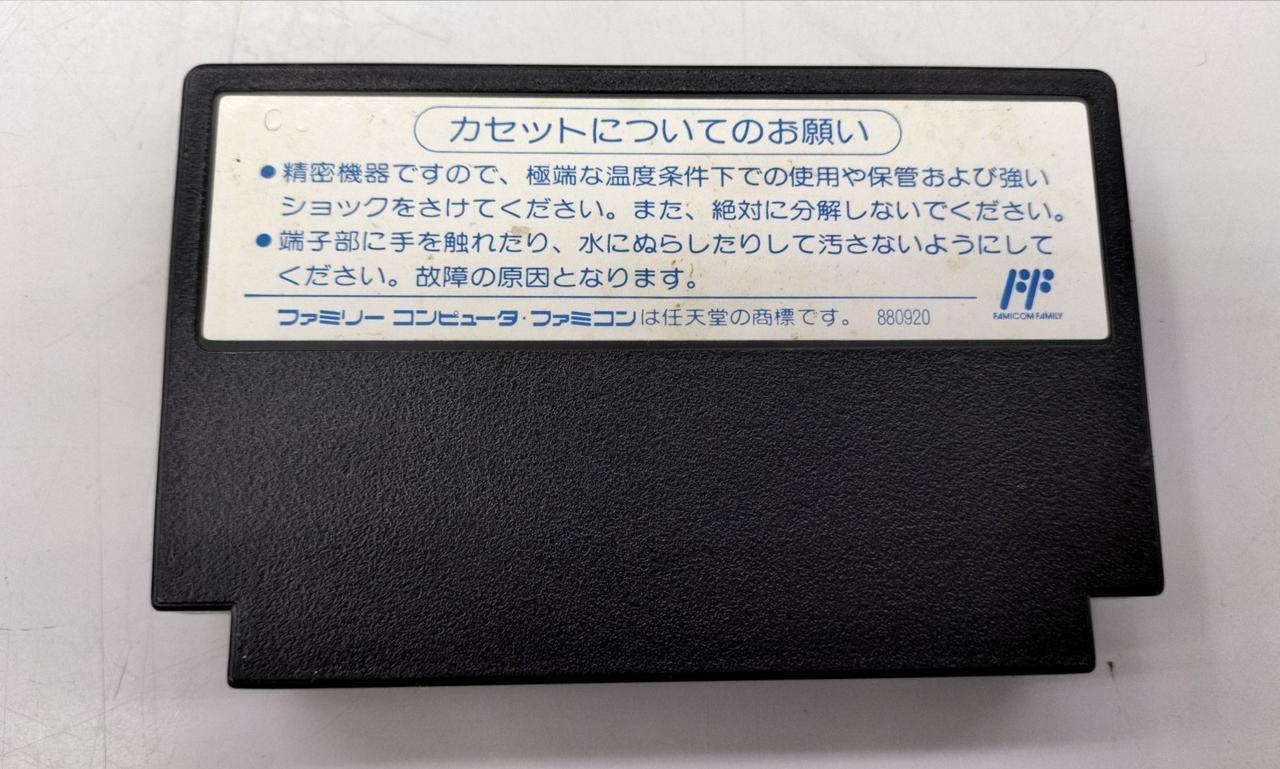 カセットについてのお願い
●精密機器ですので、極端な温度条件下での使用や保管および強い
ショックをさけてください。また、絶対に分解しないでください。
●端子部に手を触れたり、水にぬらしたりして汚さないようにして
ください。故障の原因となります。
ファミリー コンピュータ・ファミコンは任天堂の商標です。 880920
FF
FAMICOM FAMILY